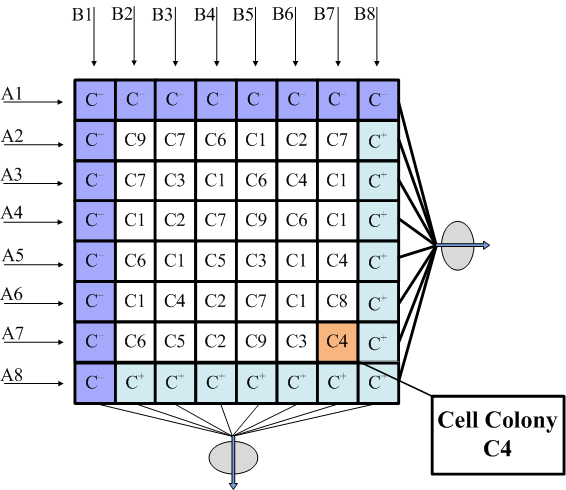 B1 B2 B3 B4 B5 B6 B7 B8
A1 C⁻ C⁻ C⁻ C⁻ C⁻ C⁻ C⁻ C⁻
A2 C⁻ C9 C7 C6 C1 C2 C7 C⁺
A3 C⁻ C7 C3 C1 C6 C4 C1 C⁺
A4 C⁻ C1 C2 C7 C9 C6 C1 C⁺
A5 C⁻ C6 C1 C5 C3 C1 C4 C⁺
A6 C⁻ C1 C4 C2 C7 C1 C8 C⁺
A7 C⁻ C6 C5 C2 C9 C3 C4 C⁺
A8 C⁻ C⁺ C⁺ C⁺ C⁺ C⁺ C⁺ C⁺
Cell Colony
C4